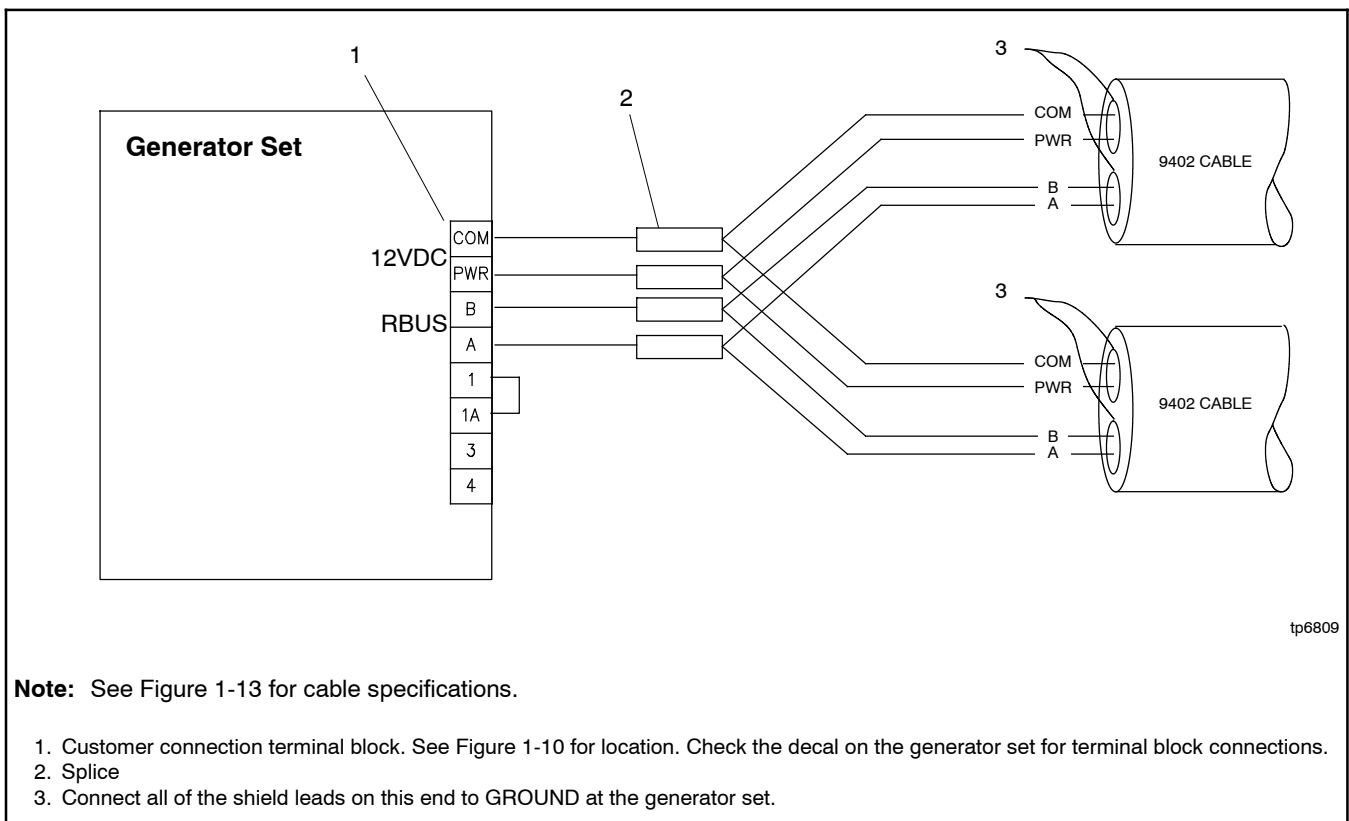 1
2
3
Generator Set
COM
PWR
B
A
9402 CABLE
12VDC
RBUS
COM
PWR
B
A
1
1A
3
4
3
COM
PWR
B
A
9402 CABLE
tp6809
Note: See Figure 1-13 for cable specifications.
1. Customer connection terminal block. See Figure 1-10 for location. Check the decal on the generator set for terminal block connections.
2. Splice
3. Connect all of the shield leads on this end to GROUND at the generator set.